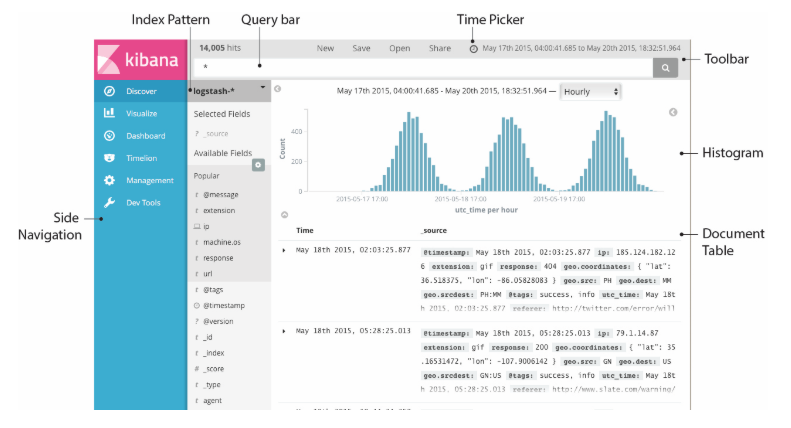 Index Pattern Query bar Time Picker
14,005 hits New Save Open Share May 17th 2015, 04:00:41.685 to May 20th 2015, 18:32:51.964
Toolbar
kibana
*
Discover
Visualize
Dashboard
Timelion
Management
Dev Tools
Side
Navigation
logstash-*
Selected Fields
? _source
Available Fields
Popular
t @message
t extension
ip
t machine.os
t response
t url
t @tags
@timestamp
? @version
t _id
t _index
# _score
t _type
t agent
May 17th 2015, 04:00:41.685 - May 20th 2015, 18:32:51.964 — Hourly
Count
400
200
0
2015-05-17 17:00 2015-05-18 17:00 2015-05-19 17:00
utc_time per hour
Histogram
Time _source
Document
Table
May 18th 2015, 02:03:25.877 @timestamp: May 18th 2015, 02:03:25.877 ip: 185.124.182.12
6 extension: gif response: 404 geo.coordinates: { "lat":
36.518375, "lon": -86.05828083 } geo.src: PH geo.dest: MM
geo.srcdest: PH:MM @tags: success, info utc_time: May 18t
h 2015, 02:03:25.877 referer: http://twitter.com/error/will
May 18th 2015, 05:28:25.013 @timestamp: May 18th 2015, 05:28:25.013 ip: 79.1.14.87
extension: gif response: 200 geo.coordinates: { "lat": 35
.16531472, "lon": -107.9006142 } geo.src: GN geo.dest: US
geo.srcdest: GN:US @tags: success, info utc_time: May 18t
h 2015, 05:28:25.013 referer: http://www.slate.com/warning/